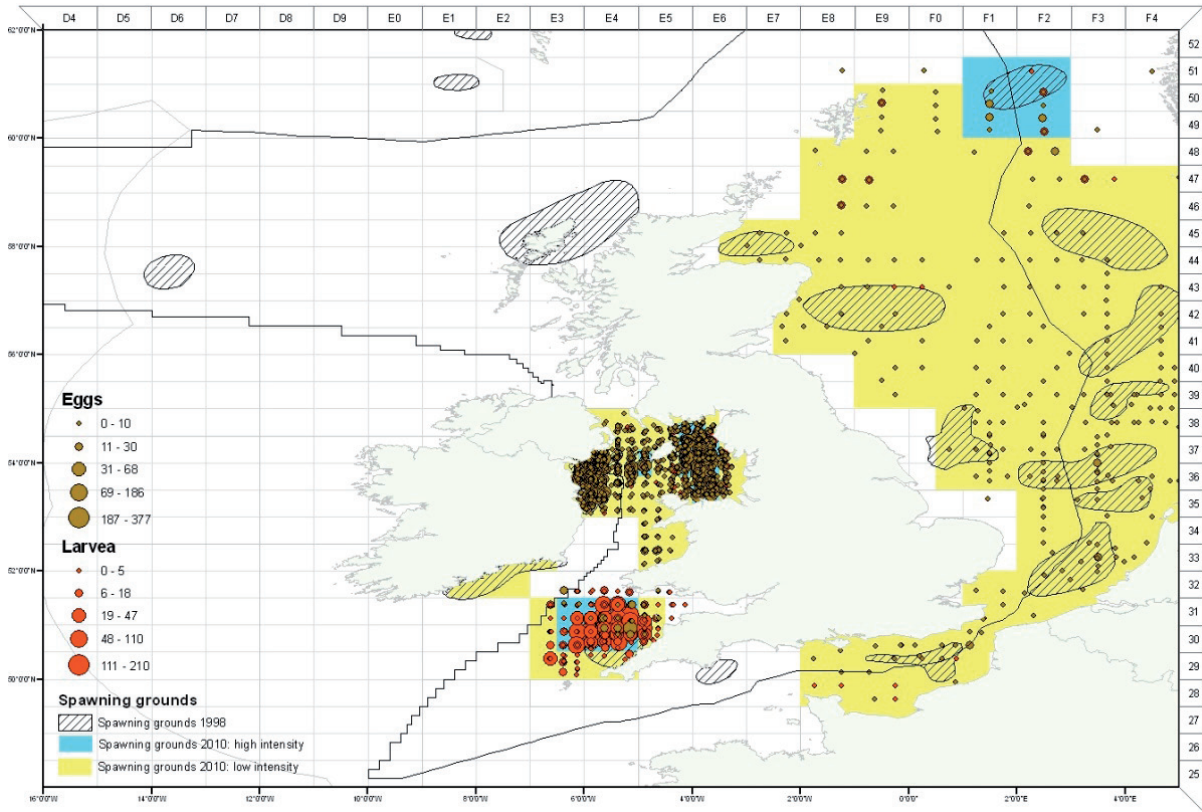 D4 D5 D6 D7 D8 D9 E0 E1 E2 E3 E4 E5 E6 E7 E8 E9 F0 F1 F2 F3 F4
62°0'0"N 52
51
50
60°0'0"N 49
48
47
46
58°0'0"N 45
44
43
42
56°0'0"N 41
40
39
38
Eggs
0 - 10
11 - 30
31 - 68
69 - 186
187 - 377
54°0'0"N 37
36
35
34
Larvea
0 - 5
6 - 18
19 - 47
48 - 110
111 - 210
52°0'0"N 33
32
31
30
50°0'0"N 29
28
27
26
25
Spawning grounds
Spawning grounds 1998
Spawning grounds 2010: high intensity
Spawning grounds 2010: low intensity
16°0'0"W 14°0'0"W 12°0'0"W 10°0'0"W 8°0'0"W 6°0'0"W 4°0'0"W 2°0'0"W 0°0'0" 2°0'0"E 4°0'0"E